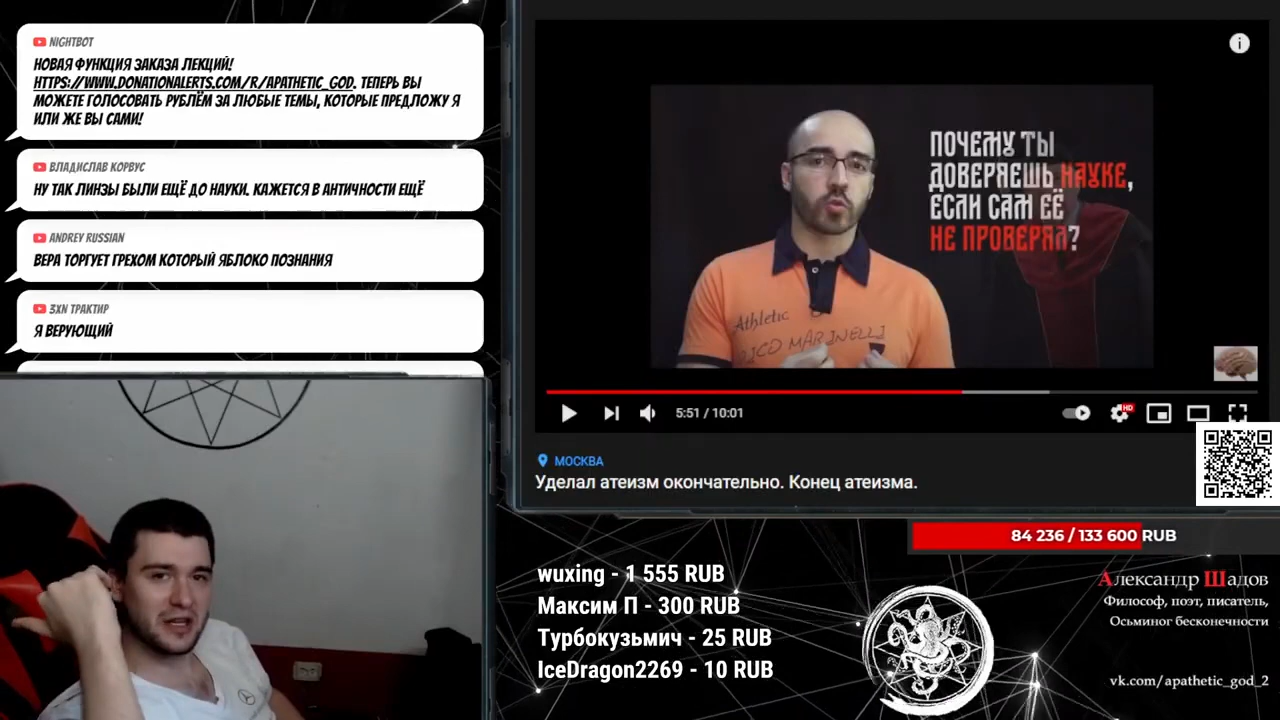 NIGHTBOT
НОВАЯ ФУНКЦИЯ ЗАКАЗА ЛЕКЦИЙ!
HTTPS://WWW.DONATIONALERTS.COM/R/APATHETIC_GOD. ТЕПЕРЬ ВЫ
МОЖЕТЕ ГОЛОСОВАТЬ РУБЛЁМ ЗА ЛЮБЫЕ ТЕМЫ, КОТОРЫЕ ПРЕДЛОЖУ Я
ИЛИ ЖЕ ВЫ САМИ!
ВЛАДИСЛАВ КОРВУС
НУ ТАК ЛИНЗЫ БЫЛИ ЕЩЁ ДО НАУКИ. КАЖЕТСЯ В АНТИЧНОСТИ ЕЩЁ
ANDREY RUSSIAN
ВЕРА ТОРГУЕТ ГРЕХОМ КОТОРЫЙ ЯБЛОКО ПОЗНАНИЯ
3XN ТРАКТИР
Я ВЕРУЮЩИЙ
ПОЧЕМУ ТЫ
ДОВЕРЯЕШЬ НАУКЕ,
ЕСЛИ САМ ЕЁ
НЕ ПРОВЕРЯЛ?
Athletic
RICO MARINELLI
5:51 / 10:01
HD
МОСКВА
Уделал атеизм окончательно. Конец атеизма.
84 236 / 133 600 RUB
wuxing - 1 555 RUB
Максим П - 300 RUB
Турбокузьмич - 25 RUB
IceDragon2269 - 10 RUB
Александр Шадов
Философ, поэт, писатель,
Осьминог бесконечности
vk.com/apathetic_god_2